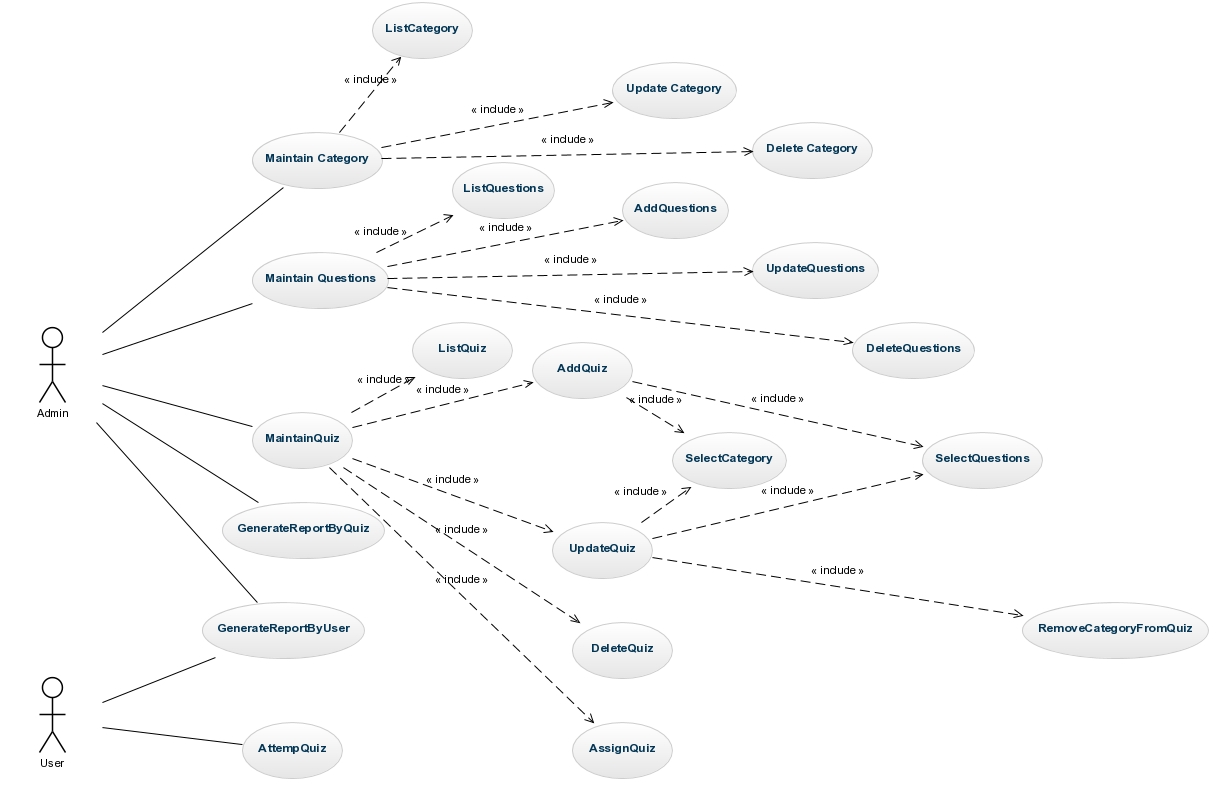 ListCategory
« include »
Update Category
« include »
Delete Category
« include »
Maintain Category
ListQuestions
AddQuestions
« include »
« include »
« include »
UpdateQuestions
Maintain Questions
« include »
ListQuiz
DeleteQuestions
AddQuiz
« include »
« include »
« include »
« include »
Admin
MaintainQuiz
SelectCategory
SelectQuestions
« include »
« include »
« include »
GenerateReportByQuiz
« include »
UpdateQuiz
« include »
« include »
GenerateReportByUser
RemoveCategoryFromQuiz
DeleteQuiz
AttempQuiz
AssignQuiz
User